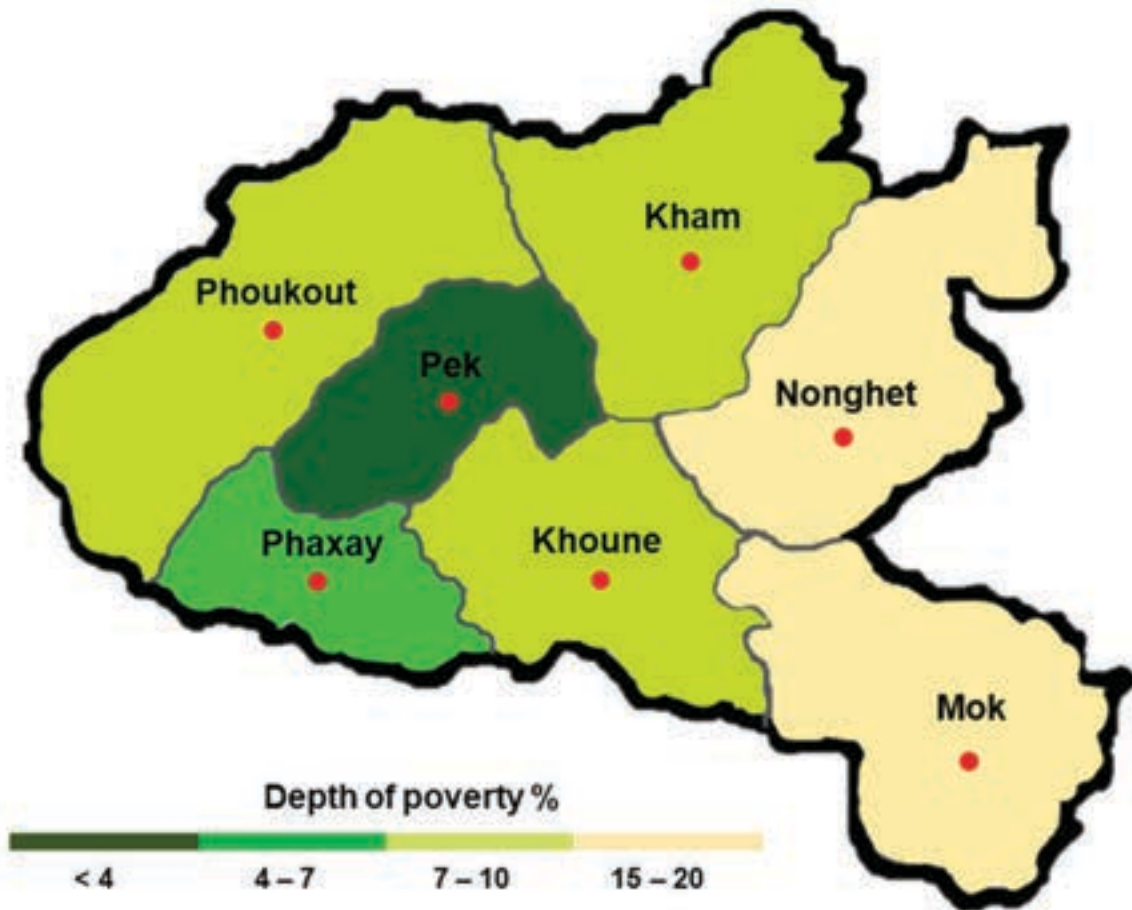 Kham
Phoukout
Pek
Nonghet
Phaxay
Khoune
Mok
Depth of poverty %
< 4
4 – 7
7 – 10
15 – 20